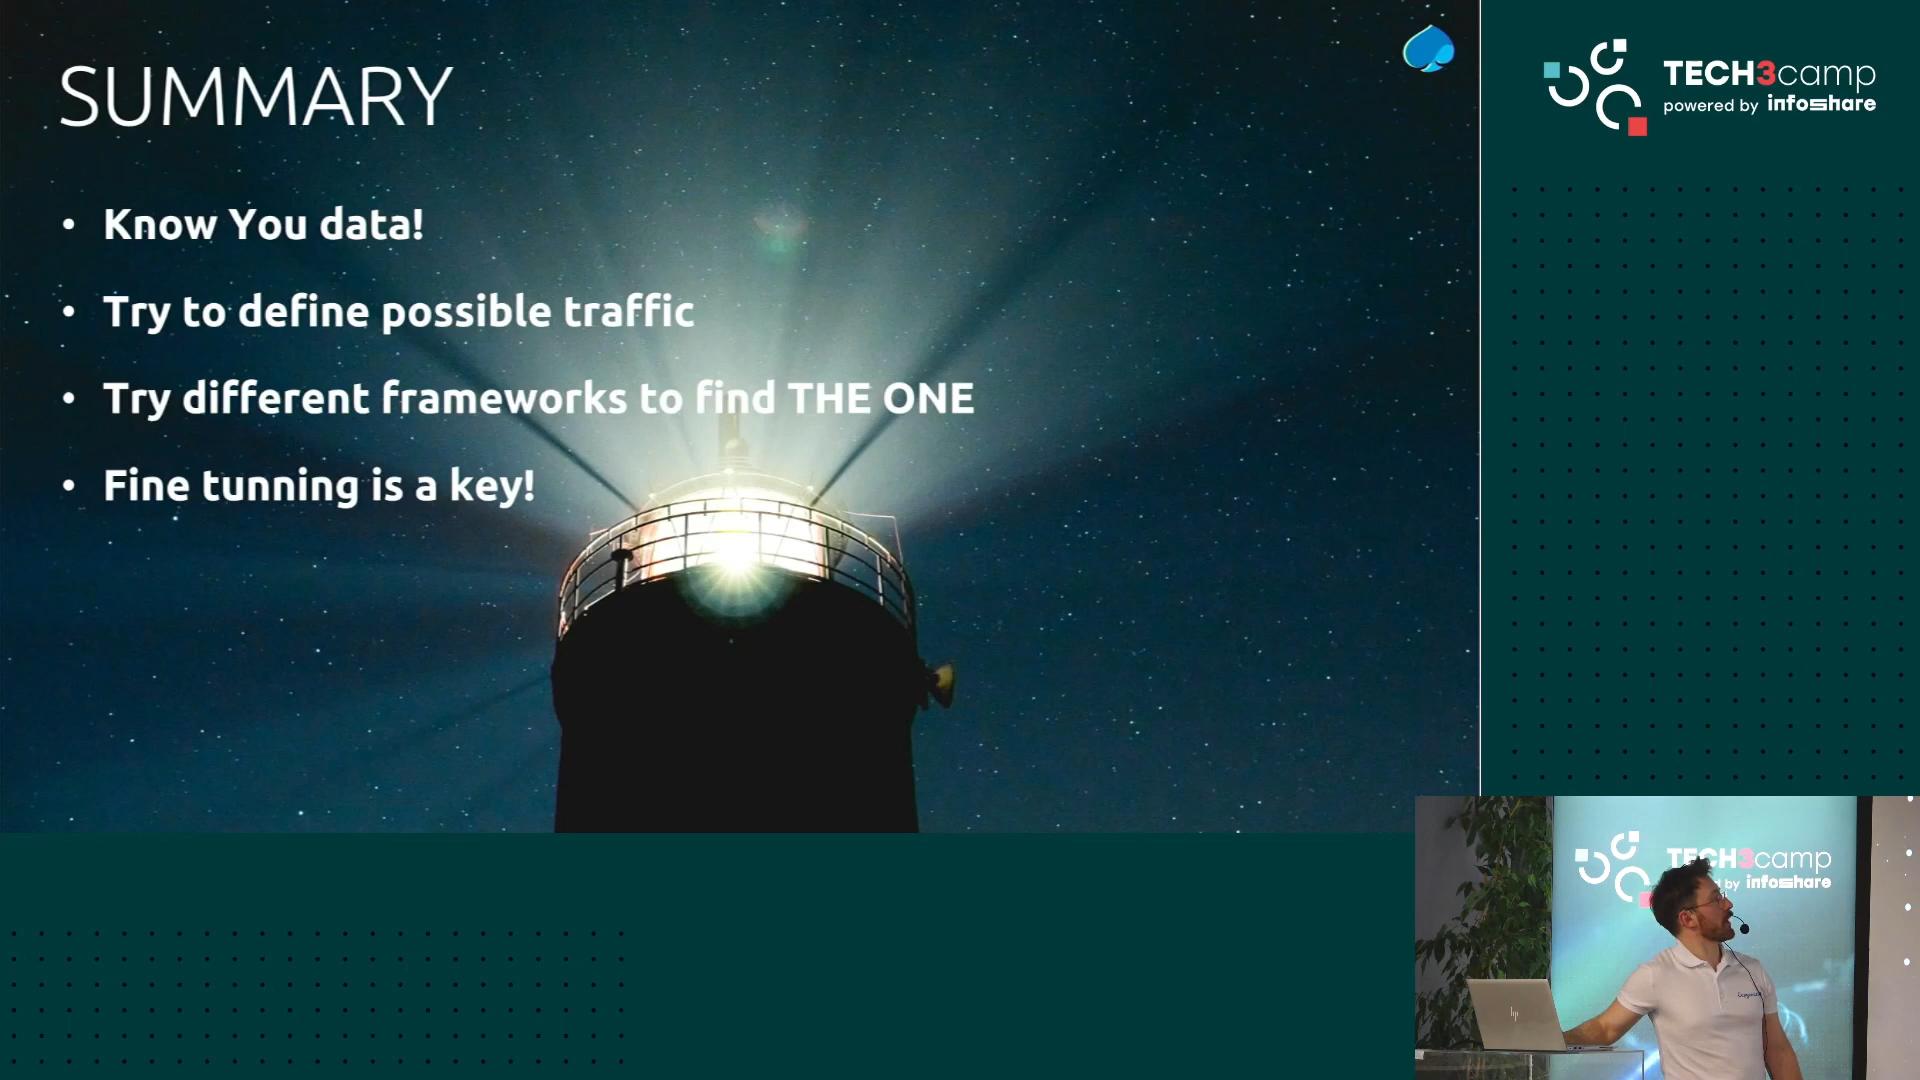 SUMMARY
• Know You data!
• Try to define possible traffic
• Try different frameworks to find THE ONE
• Fine tunning is a key!
TECH3camp
powered by infoshare
TECH3camp
d by infoshare
hp